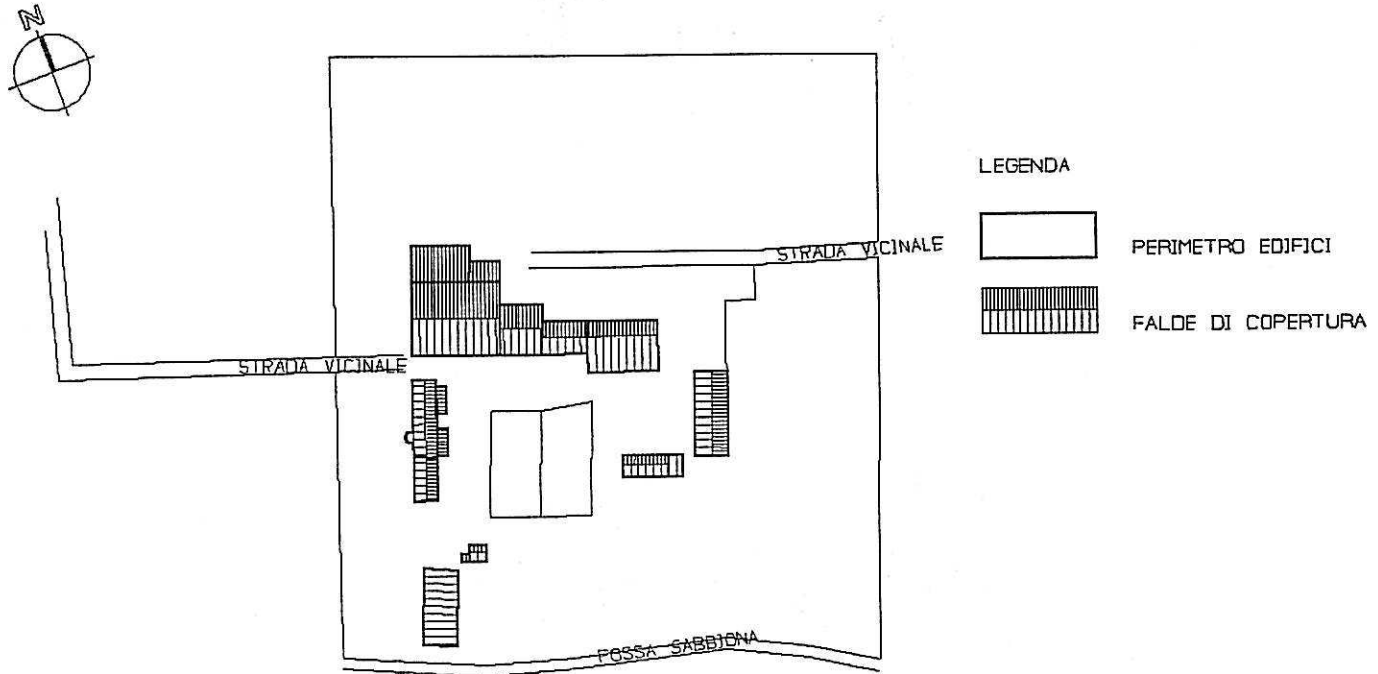 N
LEGENDA
STRADA VICINALE
PERIMETRO EDIFICI
FALDE DI COPERTURA
STRADA VICINALE
FOSSA SABBIONA